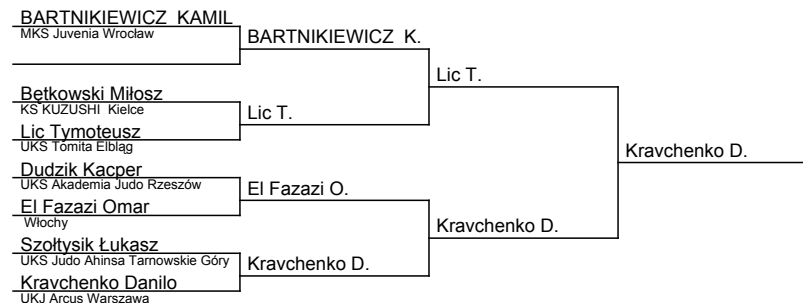 BARTNIKIEWICZ KAMIL
MKS Juvenia Wrocław
BARTNIKIEWICZ K.
Lic T.
Bętkowski Miłosz
KS KUZUSHI Kielce
Lic T.
Lic Tymoteusz
UKS Tomita Elbląg
Kravchenko D.
Dudzik Kacper
UKS Akademia Judo Rzeszów
El Fazazi O.
El Fazazi Omar
Włochy
Kravchenko D.
Szołtysik Łukasz
UKS Judo Ahinsa Tarnowskie Góry
Kravchenko D.
Kravchenko Danilo
UKJ Arcus Warszawa